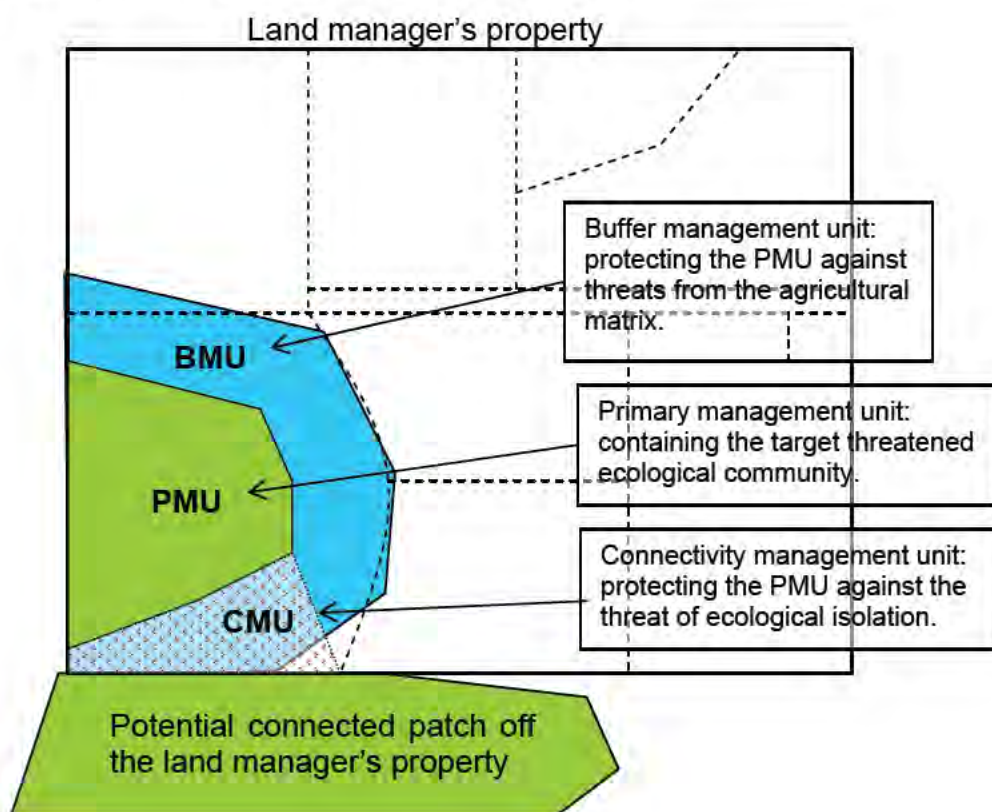 Land manager's property
Buffer management unit:
protecting the PMU against
threats from the agricultural
matrix.
BMU
Primary management unit:
containing the target threatened
ecological community.
PMU
Connectivity management unit:
protecting the PMU against the
threat of ecological isolation.
CMU
Potential connected patch off
the land manager's property